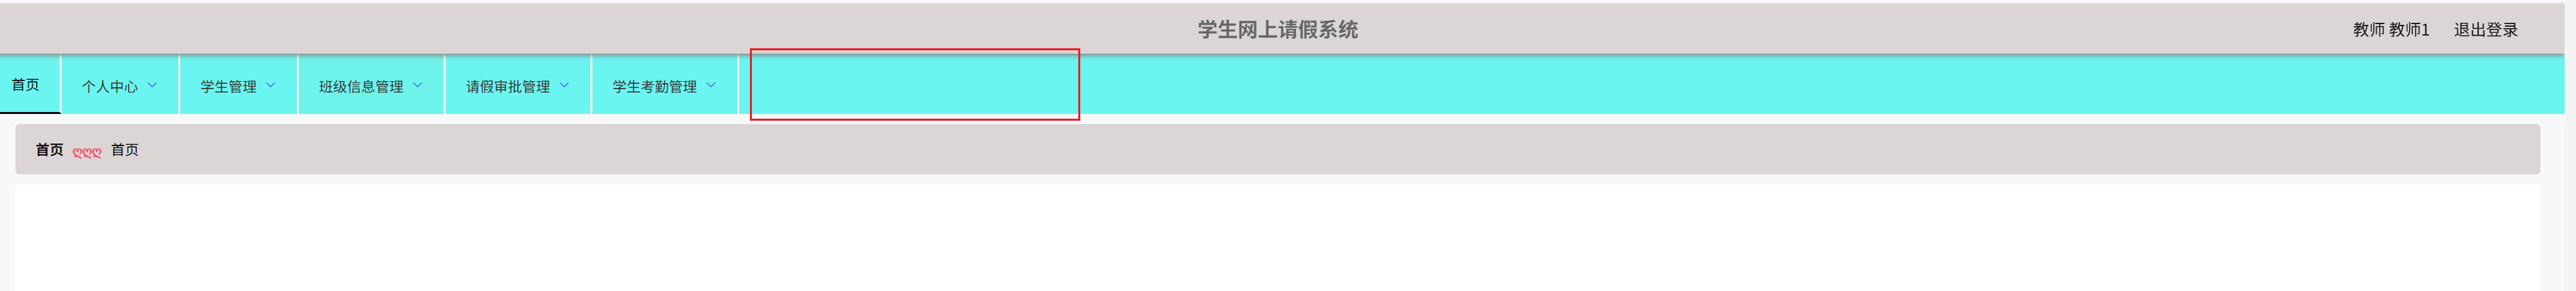 学生网上请假系统
教师 教师1 退出登录
首页 个人中心 学生管理 班级信息管理 请假审批管理 学生考勤管理
首页 ღღღ 首页